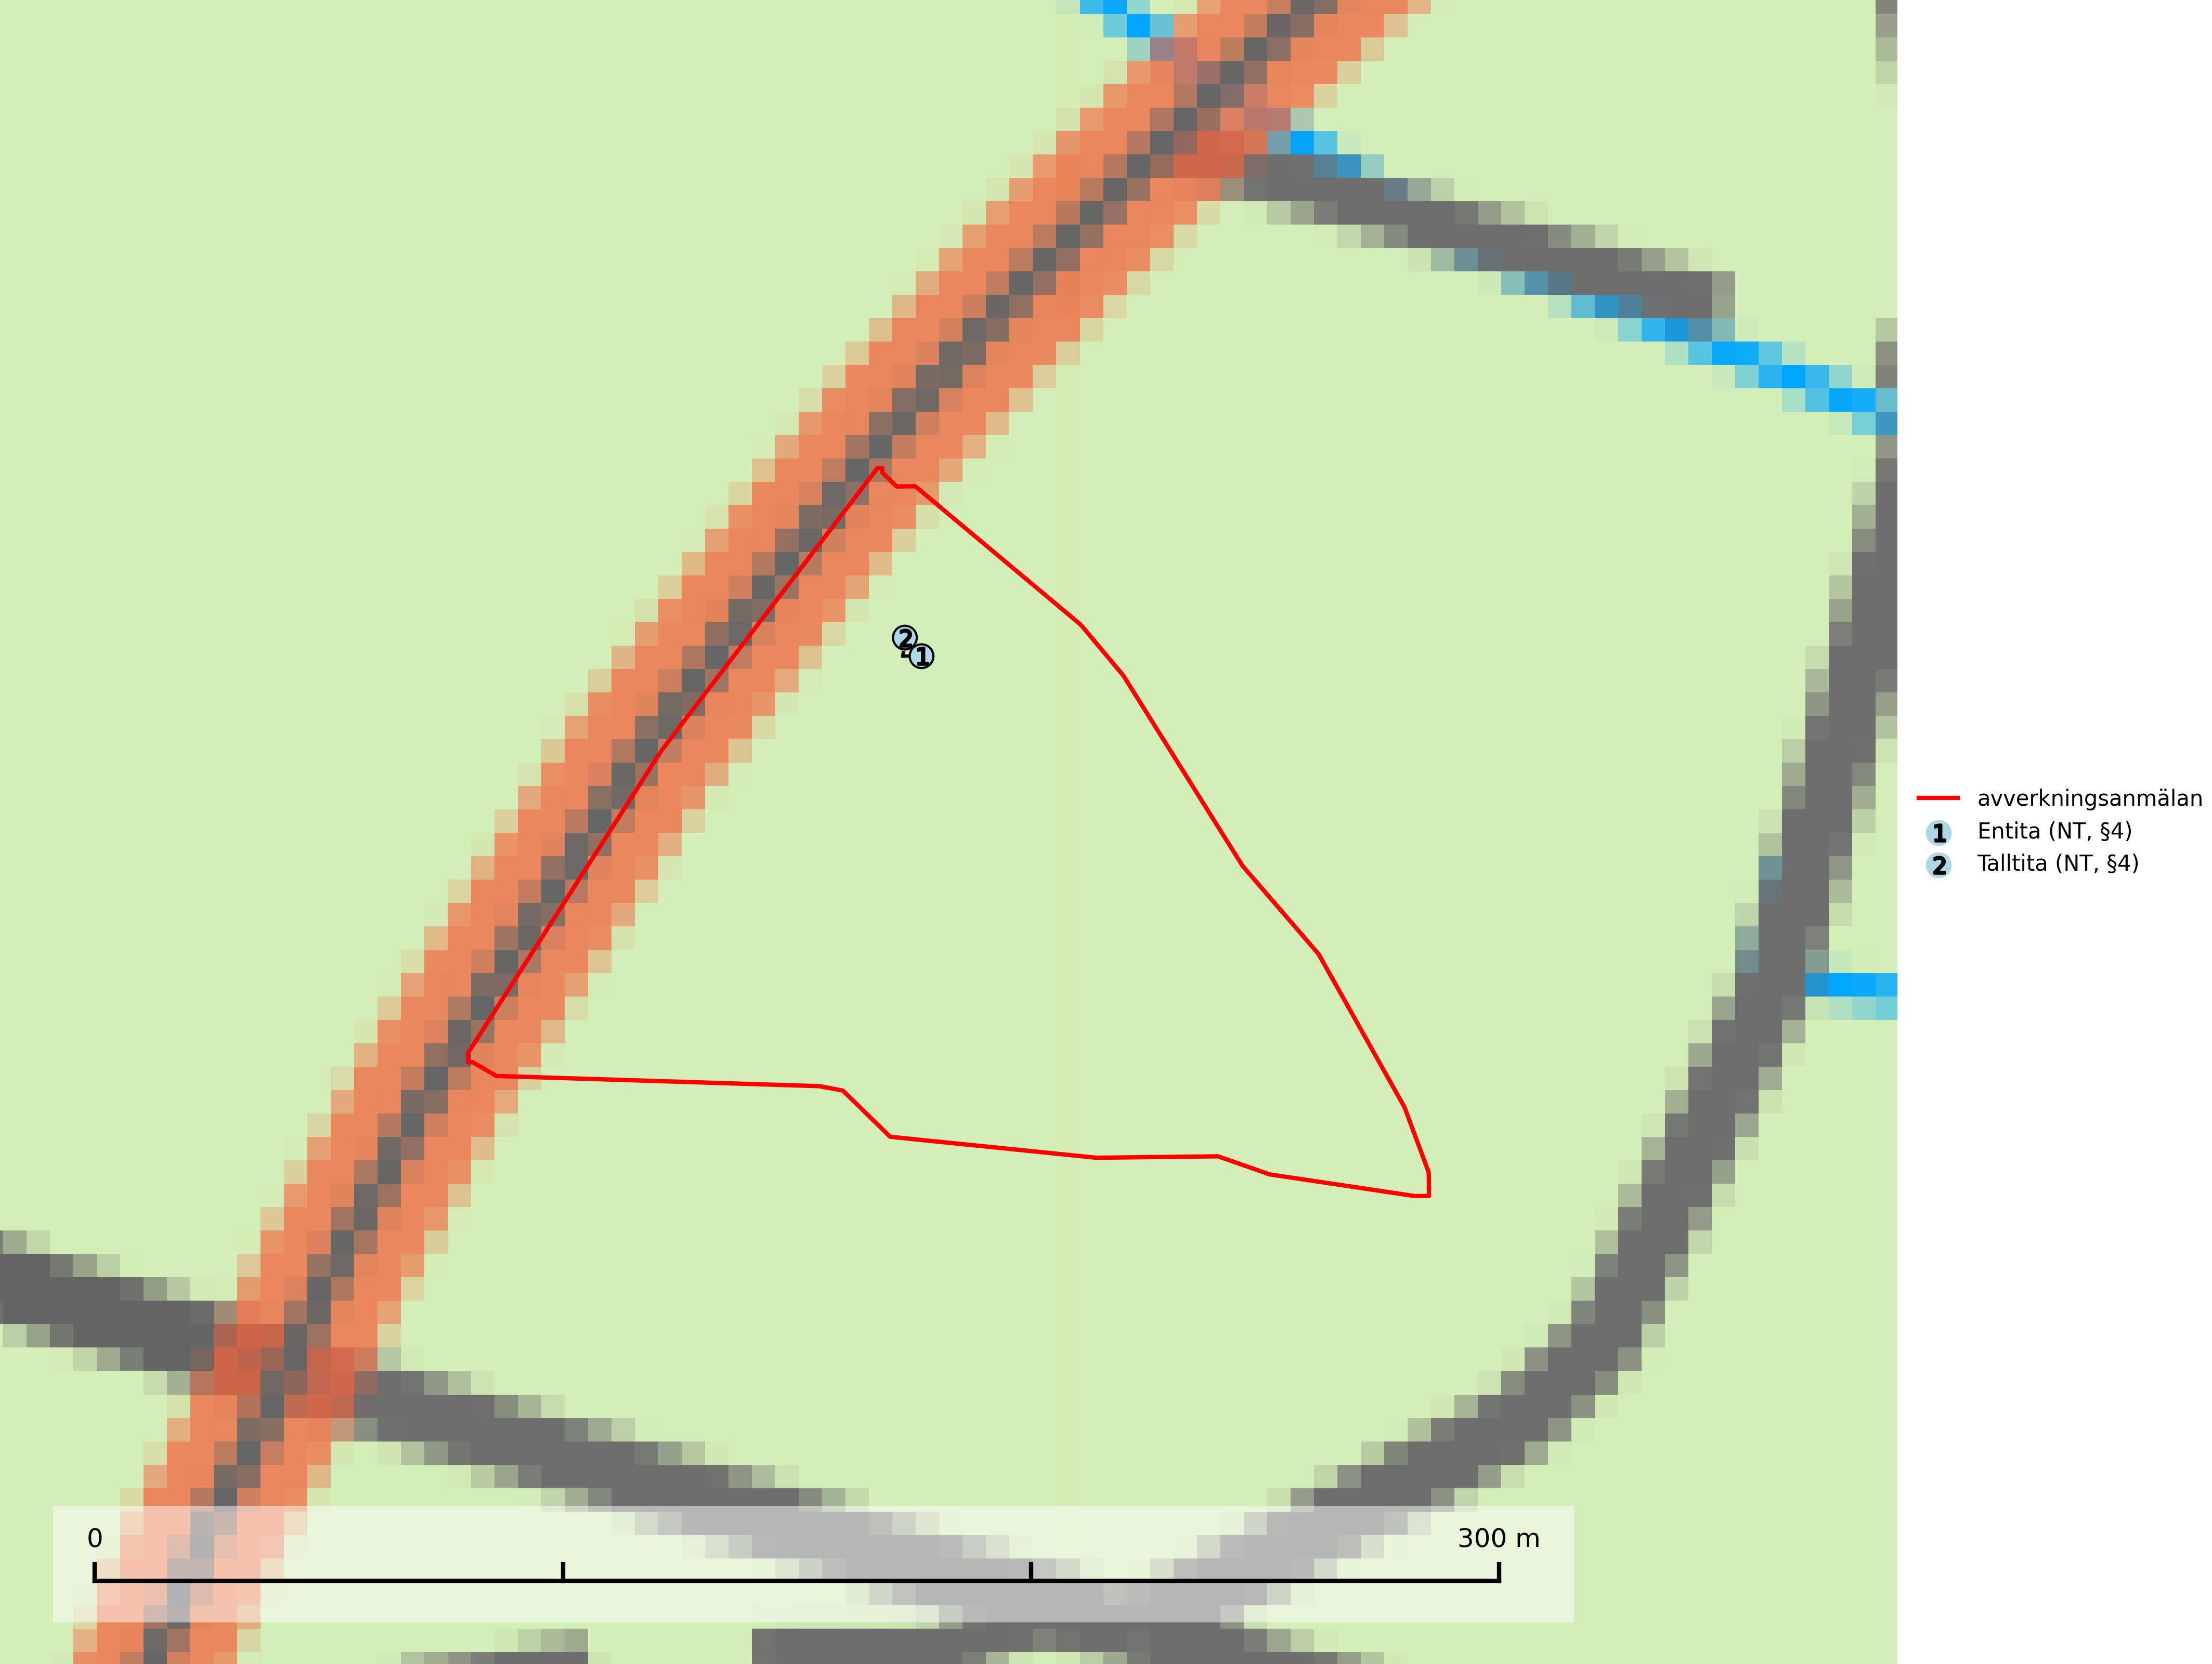 2
1
avverkningsanmälan
1 Entita (NT, §4)
2 Talltita (NT, §4)
0 300 m